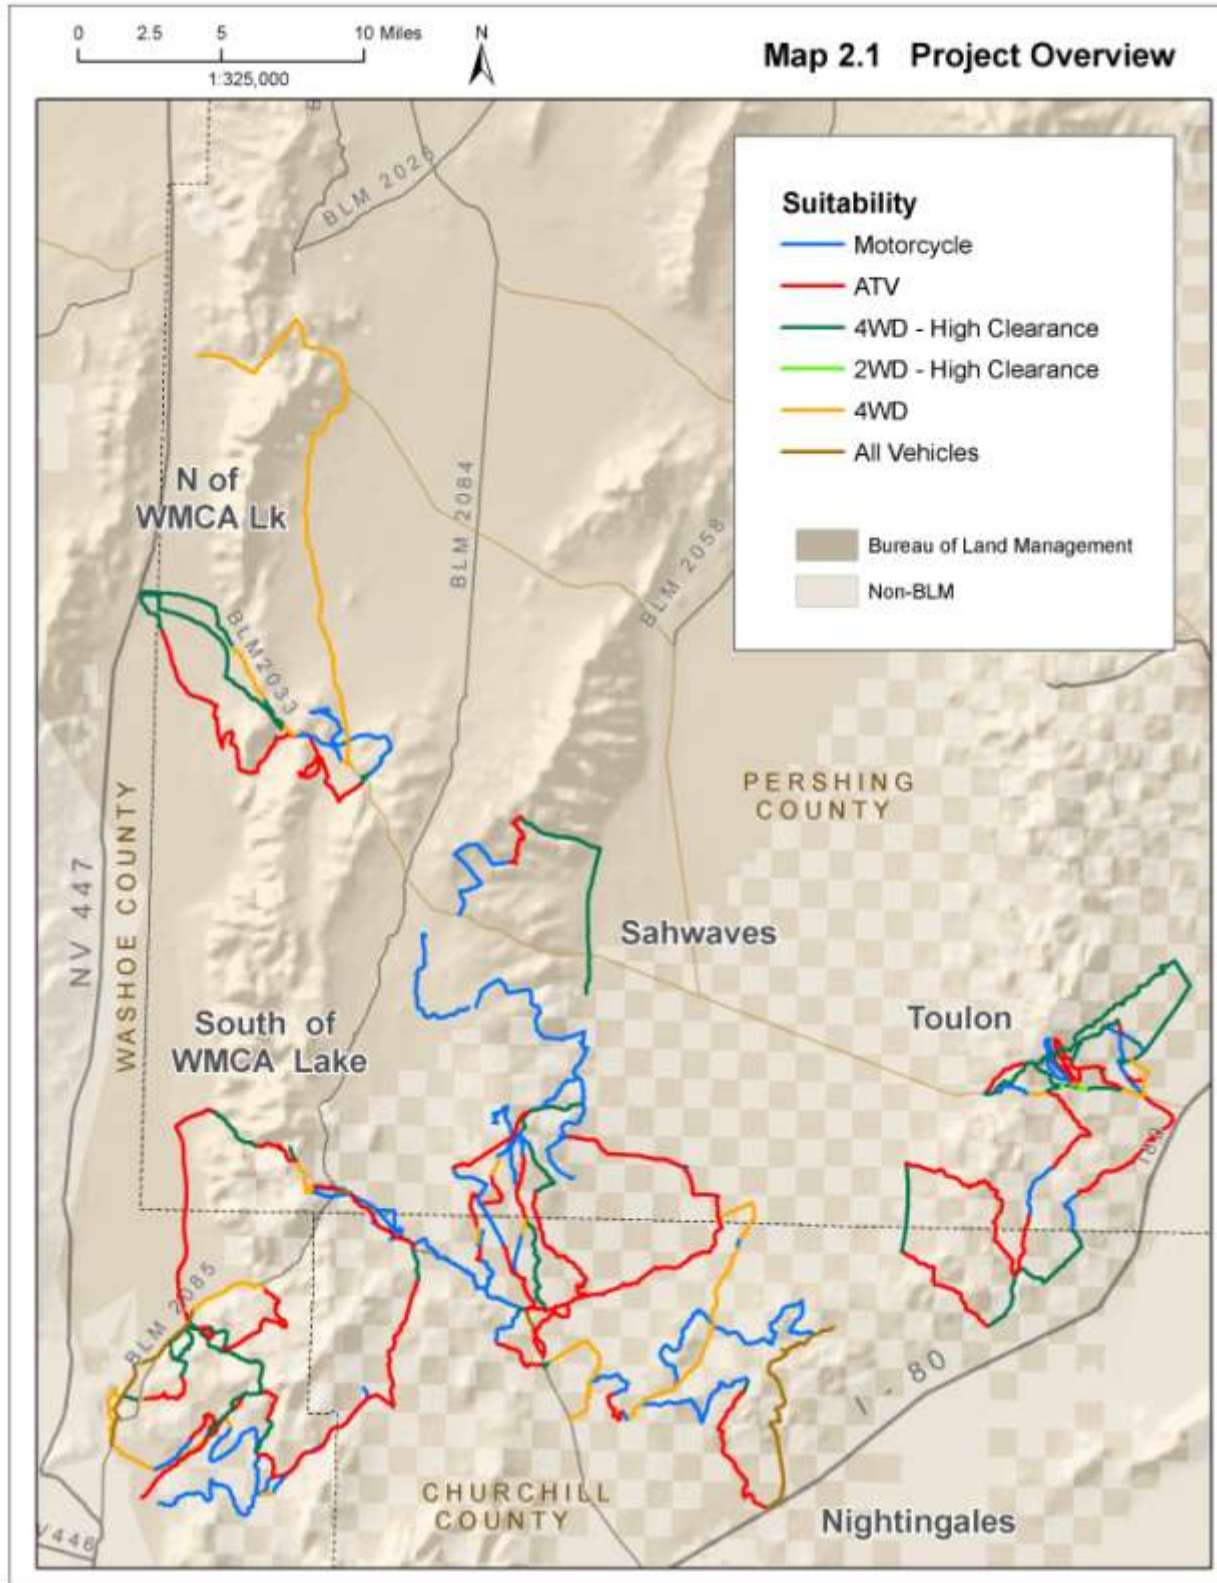 0 2.5 5 10 Miles
1:325,000
N
Map 2.1 Project Overview
BLM 2026
Suitability
Motorcycle
ATV
4WD - High Clearance
2WD - High Clearance
4WD
All Vehicles
Bureau of Land Management
Non-BLM
N of
WMCA Lk
BLM 2084
BLM 2058
BLM2033
PERSHING
COUNTY
NV 447
WASHOE COUNTY
Sahwaves
South of
WMCA Lake
Toulon
BLM 2085
I - 80
CHURCHILL
COUNTY
Nightingales